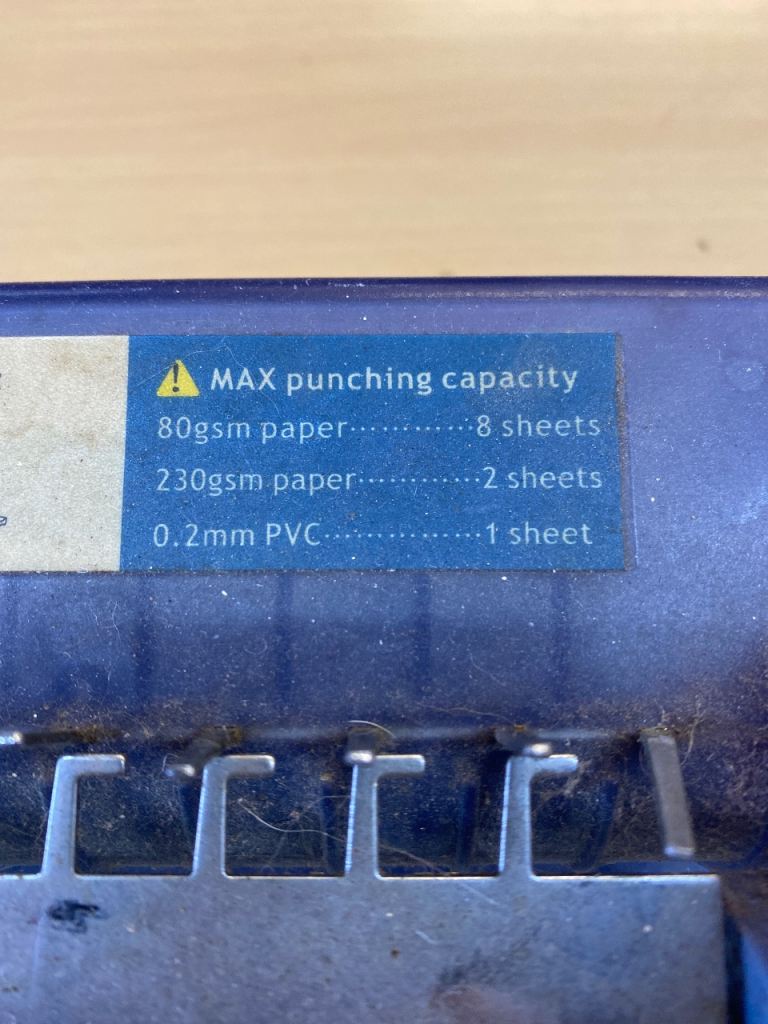 MAX punching capacity
80gsm paper············8 sheets
230gsm paper············2 sheets
0.2mm PVC···············1 sheet